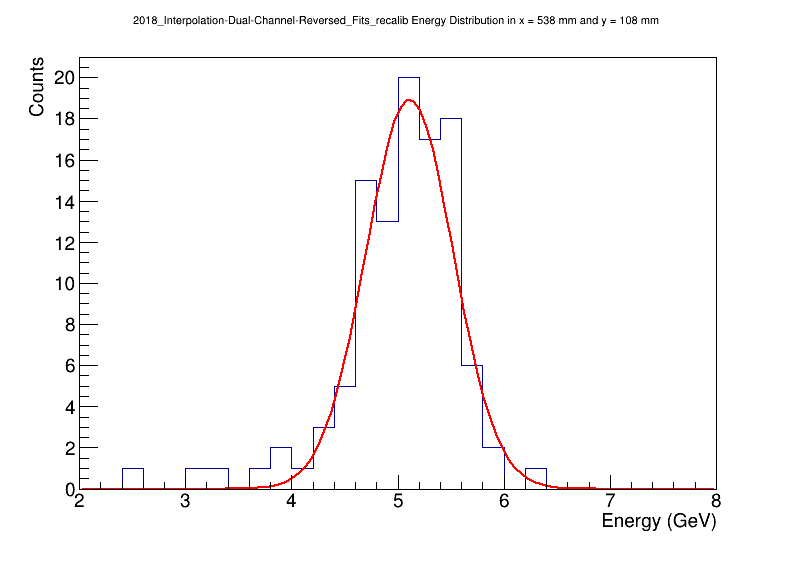 2018_Interpolation-Dual-Channel-Reversed_Fits_recalib Energy Distribution in x = 538 mm and y = 108 mm
Counts
20
18
16
14
12
10
8
6
4
2
0
2 3 4 5 6 7 8
Energy (GeV)